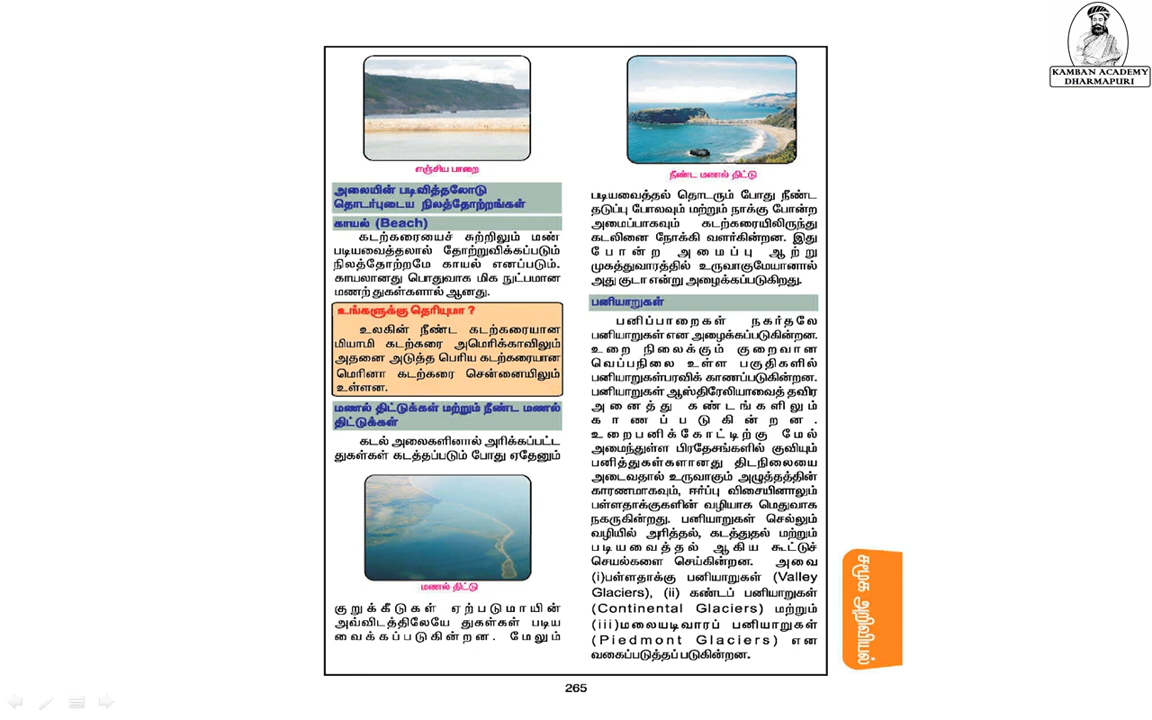 KAMBAN ACADEMY
DHARMAPURI
எஞ்சிய பாறை
அலையின் படிவித்தலோடு
தொடர்புடைய நிலத்தோற்றங்கள்
காயல் (Beach)
கடற்கரையைச் சுற்றிலும் மண்
படியவைத்தலால் தோற்றுவிக்கப்படும்
நிலத்தோற்றமே காயல் எனப்படும்.
காயலானது பொதுவாக மிக நுட்பமான
மணற் துகள்களால் ஆனது.
உங்களுக்கு தெரியுமா ?
உலகின் நீண்ட கடற்கரையான
மியாமி கடற்கரை அமெரிக்காவிலும்
அதனை அடுத்த பெரிய கடற்கரையான
மெரினா கடற்கரை சென்னையிலும்
உள்ளன.
மணல் திட்டுக்கள் மற்றும் நீண்ட மணல்
திட்டுக்கள்
கடல் அலைகளினால் அரிக்கப்பட்ட
துகள்கள் கடத்தப்படும் போது ஏதேனும்
மணல் திட்டு
குறுக்கீடுகள் ஏற்படுமாயின்
அவ்விடத்திலேயே துகள்கள் படிய
வைக்கப்படுகின்றன. மேலும்
நீண்ட மணல் திட்டு
படியவைத்தல் தொடரும் போது நீண்ட
தடுப்பு போலவும் மற்றும் நாக்கு போன்ற
அமைப்பாகவும் கடற்கரையிலிருந்து
கடலினை நோக்கி வளர்கின்றன. இது
போன்ற அமைப்பு ஆற்று
முகத்துவாரத்தில் உருவாகுமேயானால்
அது குடா என்று அழைக்கப்படுகிறது.
பனியாறுகள்
பனிப்பாறைகள் நகர்தலே
பனியாறுகள் என அழைக்கப்படுகின்றன.
உறை நிலைக்கும் குறைவான
வெப்பநிலை உள்ள பகுதிகளில்
பனியாறுகள்பரவிக் காணப்படுகின்றன.
பனியாறுகள் ஆஸ்திரேலியாவைத் தவிர
அனைத்து கண்டங்களிலும்
காணப்படுகின்றன.
உறைபனிக்கோட்டிற்கு மேல்
அமைந்துள்ள பிரதேசங்களில் குவியும்
பனித்துகள்களானது திடநிலையை
அடைவதால் உருவாகும் அழுத்தத்தின்
காரணமாகவும், ஈர்ப்பு விசையினாலும்
பள்ளதாக்குகளின் வழியாக மெதுவாக
நகருகின்றது. பனியாறுகள் செல்லும்
வழியில் அரித்தல், கடத்துதல் மற்றும்
படியவைத்தல் ஆகிய கூட்டுச்
செயல்களை செய்கின்றன. அவை
(i)பள்ளதாக்கு பனியாறுகள் (Valley
Glaciers), (ii) கண்டப் பனியாறுகள்
(Continental Glaciers) மற்றும்
(iii)மலையடிவாரப் பனியாறுகள்
(Piedmont Glaciers) என
வகைப்படுத்தப் படுகின்றன.
சமூக அறிவியல்
265